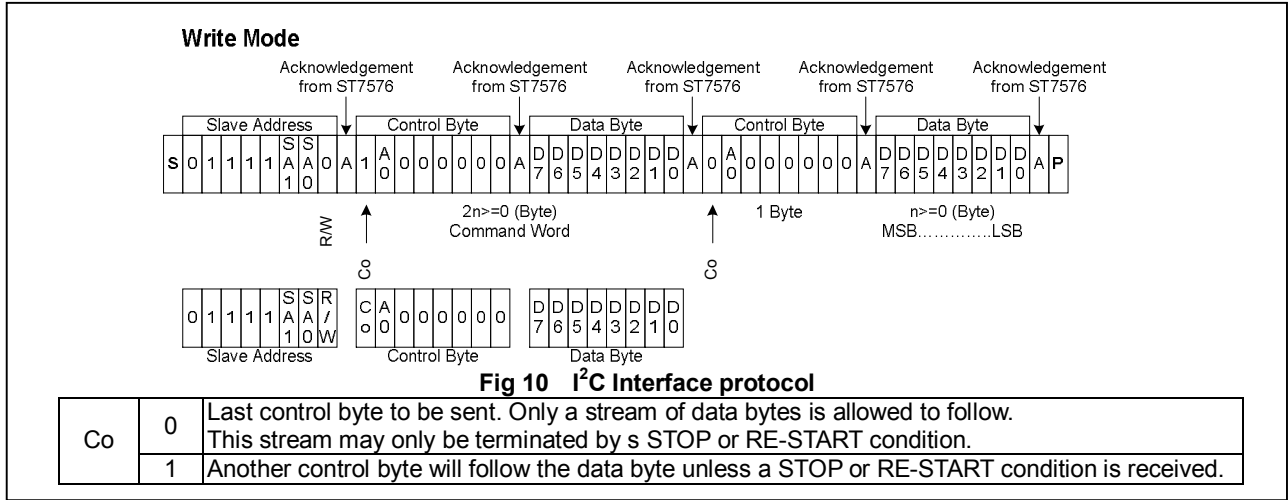 Write Mode
Acknowledgement from ST7576 Acknowledgement from ST7576 Acknowledgement from ST7576 Acknowledgement from ST7576 Acknowledgement from ST7576
Slave Address Control Byte Data Byte Control Byte Data Byte
S 0 1 1 1 1 SA1 SA0 0 A 1 A0 0 0 0 0 0 0 A D7 D6 D5 D4 D3 D2 D1 D0 A 0 A0 0 0 0 0 0 0 A D7 D6 D5 D4 D3 D2 D1 D0 A P
R/W Co 2n>=0 (Byte) Co 1 Byte n>=0 (Byte)
Command Word MSB..............LSB
0 1 1 1 1 SA1 SA0 R/W Co A0 0 0 0 0 0 0 D7 D6 D5 D4 D3 D2 D1 D0
Slave Address Control Byte Data Byte
Fig 10 I²C Interface protocol
Co 0 Last control byte to be sent. Only a stream of data bytes is allowed to follow.
This stream may only be terminated by s STOP or RE-START condition.
1 Another control byte will follow the data byte unless a STOP or RE-START condition is received.